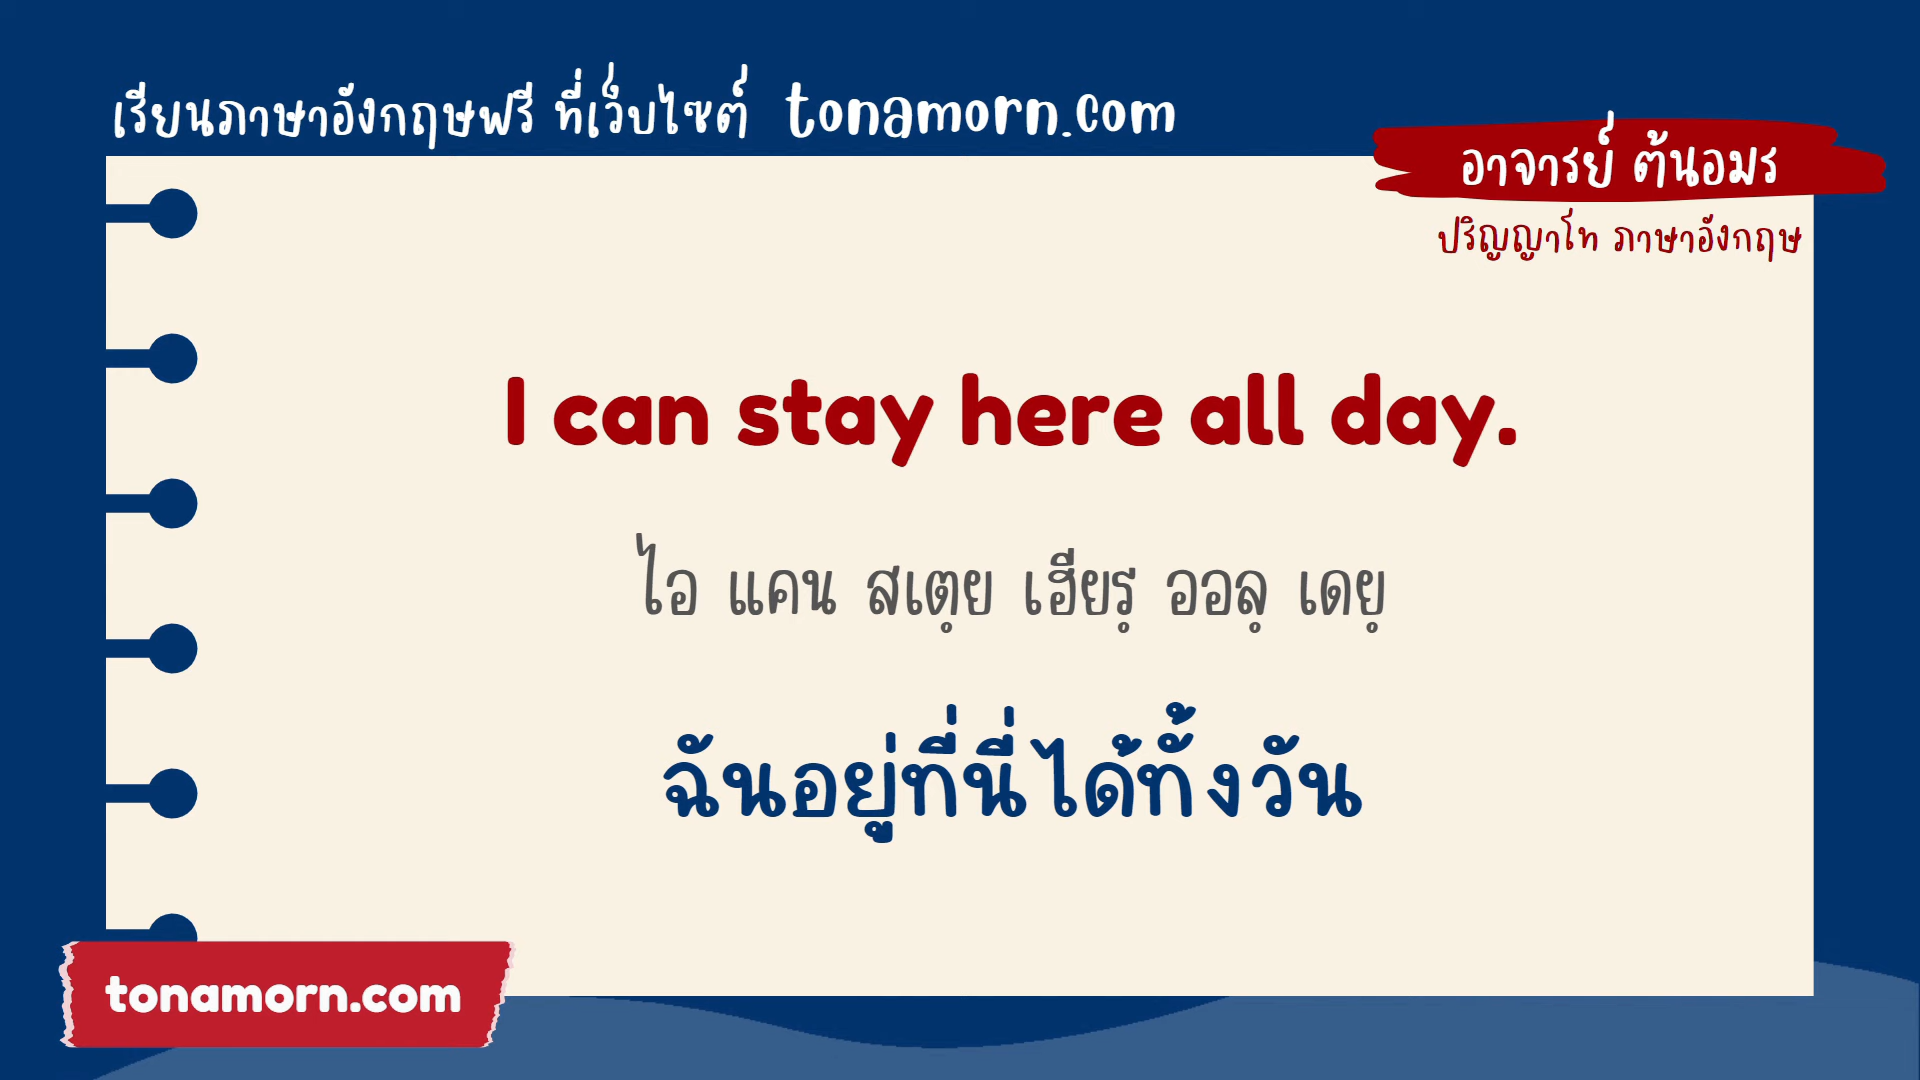 เรียนภาษาอังกฤษฟรี ที่เว็บไซต์ tonamorn.com
อาจารย์ ต้นอมร
ปริญญาโท ภาษาอังกฤษ
I can stay here all day.
ไอ แคน สเตฺย เฮียรฺ ออลฺ เดยฺ
ฉันอยู่ที่นี่ได้ทั้งวัน
tonamorn.com